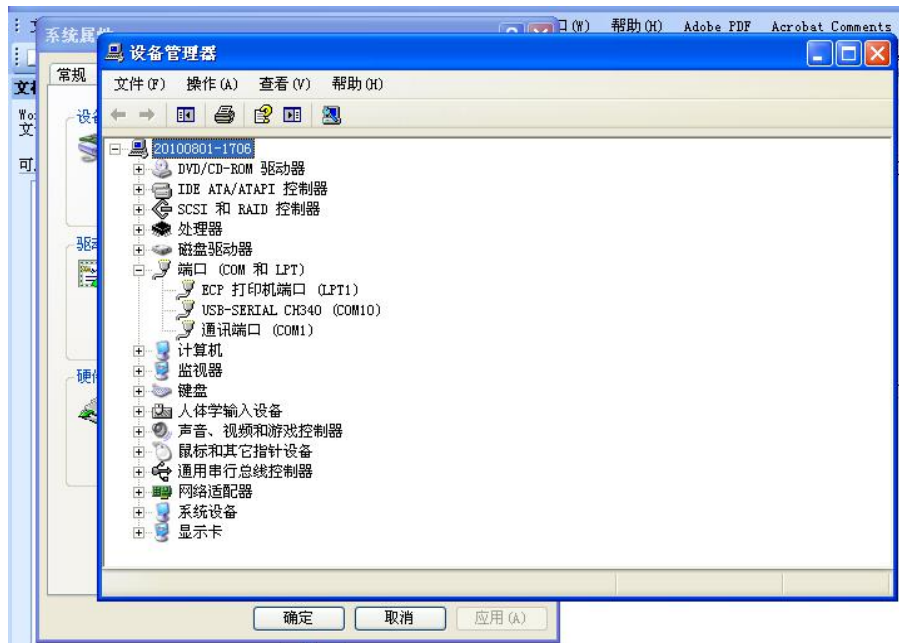 口(W) 帮助(H) Adobe PDF Acrobat Comments
系统属
设备管理器
常规
文件(F) 操作(A) 查看(V) 帮助(H)
设备
20100801-1706
DVD/CD-ROM 驱动器
IDE ATA/ATAPI 控制器
SCSI 和 RAID 控制器
处理器
磁盘驱动器
端口 (COM 和 LPT)
ECP 打印机端口 (LPT1)
USB-SERIAL CH340 (COM10)
通讯端口 (COM1)
计算机
监视器
键盘
人体学输入设备
声音、视频和游戏控制器
鼠标和其它指针设备
通用串行总线控制器
网络适配器
系统设备
显示卡
确定 取消 应用(A)